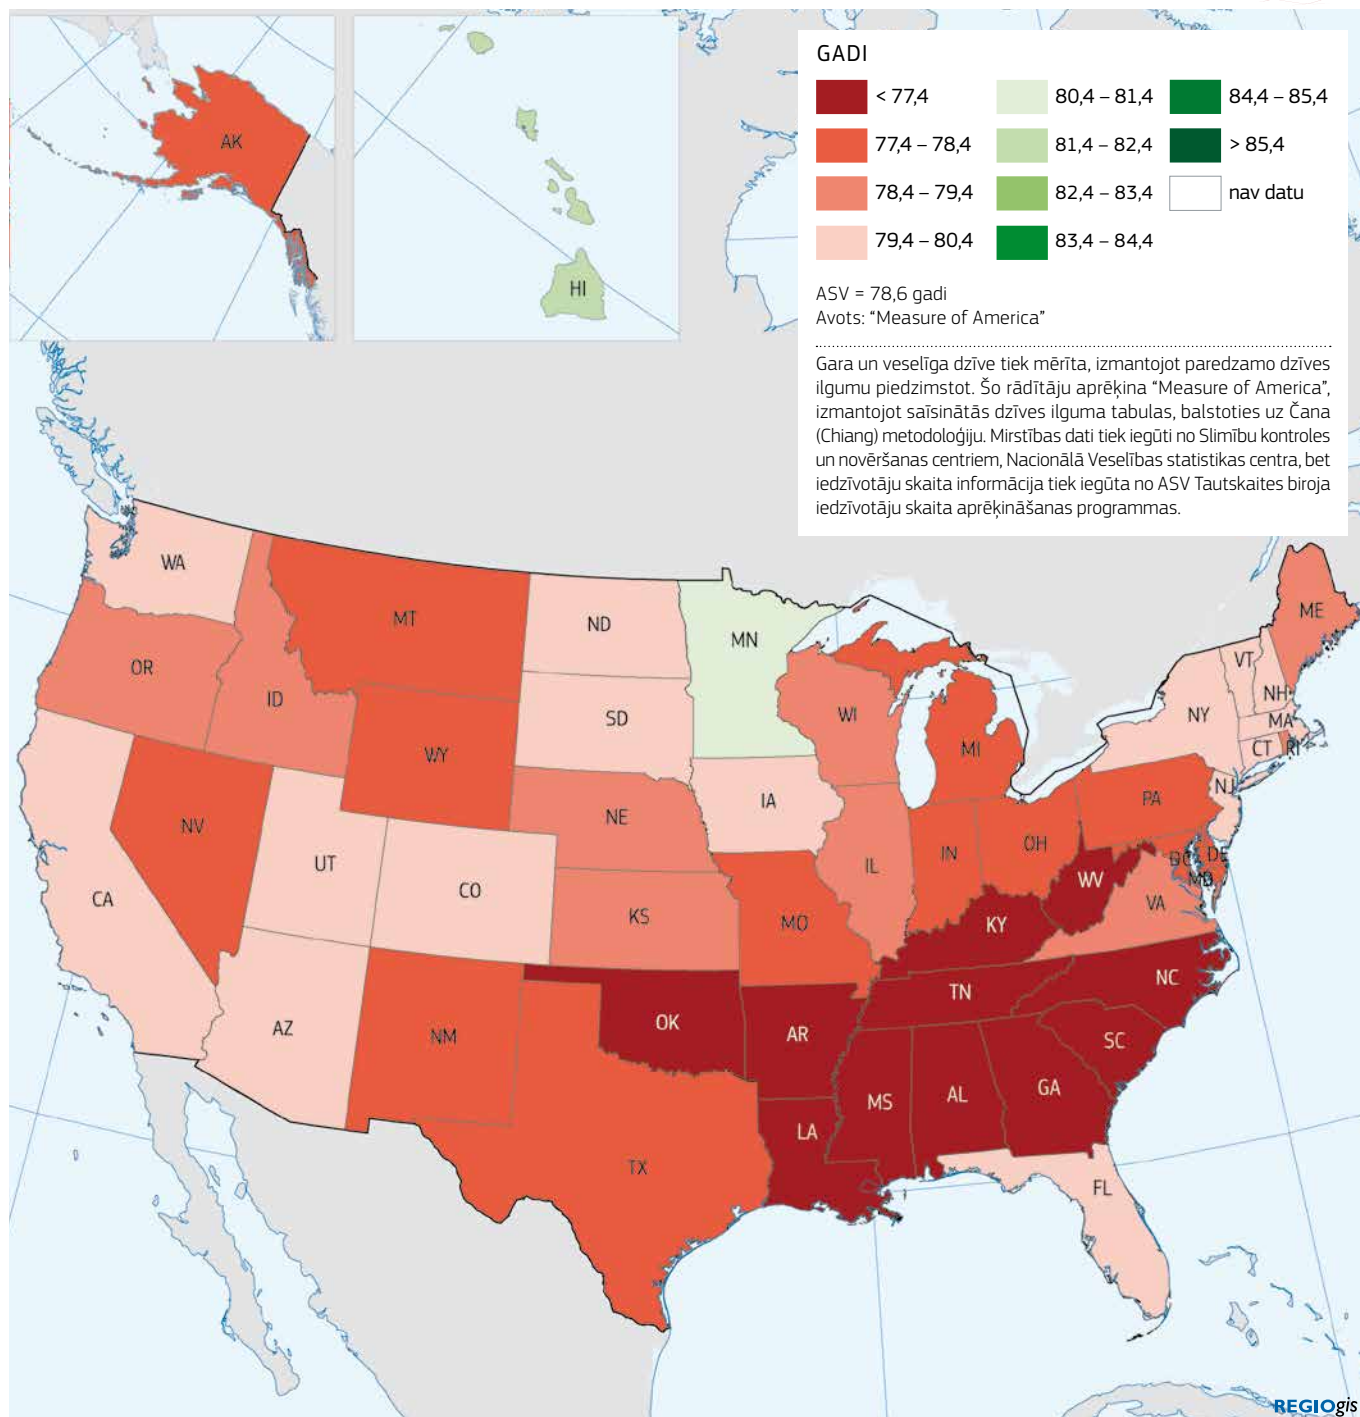 GADI
< 77,4
77,4 – 78,4
78,4 – 79,4
79,4 – 80,4
80,4 – 81,4
81,4 – 82,4
82,4 – 83,4
83,4 – 84,4
84,4 – 85,4
> 85,4
nav datu
ASV = 78,6 gadi
Avots: “Measure of America”
Gara un veselīga dzīve tiek mērīta, izmantojot paredzamo dzīves
ilgumu piedzimstot. Šo rādītāju aprēķina “Measure of America”,
izmantojot saīsinātās dzīves ilguma tabulas, balstoties uz Čana
(Chiang) metodoloģiju. Mirstības dati tiek iegūti no Slimību kontroles
un novēršanas centriem, Nacionālā Veselības statistikas centra, bet
iedzīvotāju skaita informācija tiek iegūta no ASV Tautskaites biroja
iedzīvotāju skaita aprēķināšanas programmas.
AK
HI
WA
MT
ND
MN
ME
OR
ID
SD
WI
VT
NH
NY
MA
CT
RI
WY
MI
NV
NE
IA
PA
NJ
UT
CO
IL
IN
OH
DC
DE
MD
CA
KS
MO
WV
VA
KY
AZ
NM
OK
AR
TN
NC
SC
MS
AL
GA
LA
TX
FL
REGIOgis